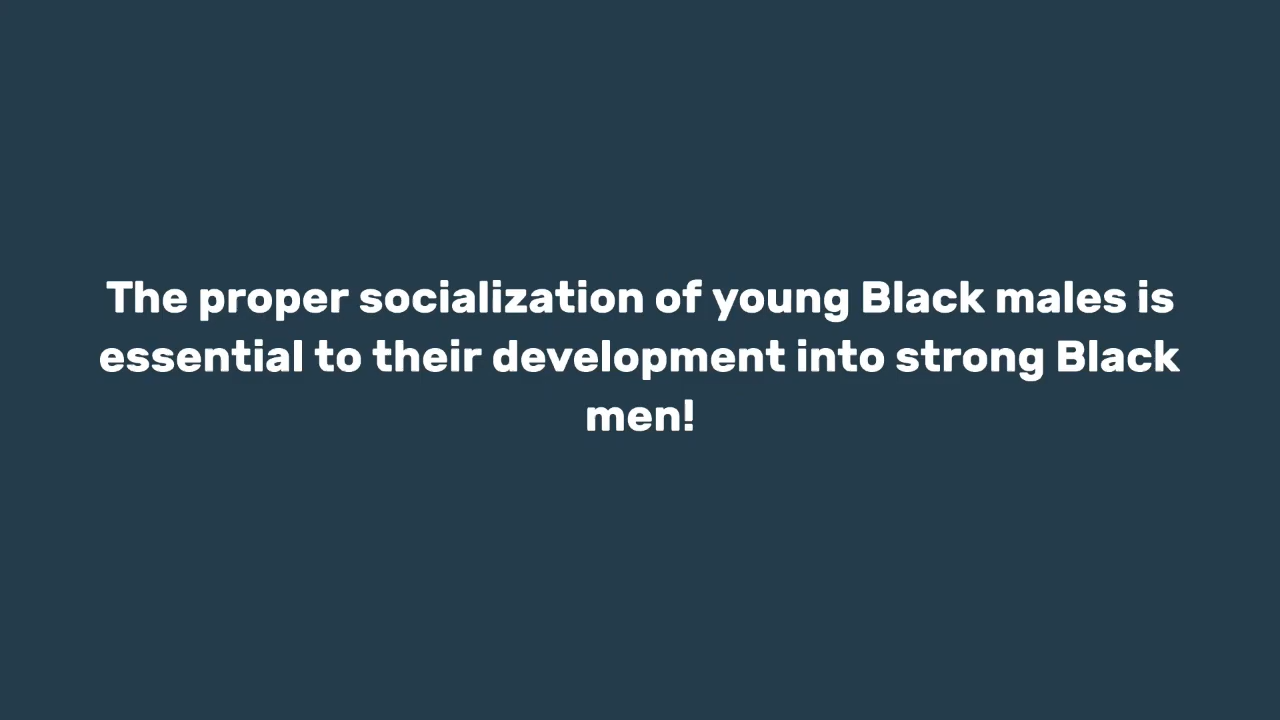 The proper socialization of young Black males is
essential to their development into strong Black
men!